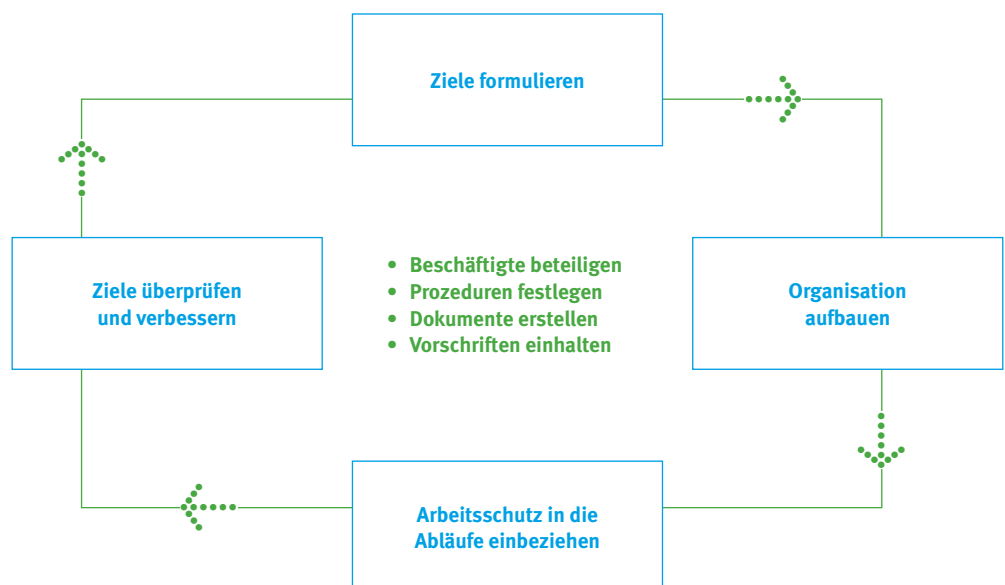 Ziele formulieren
Ziele überprüfen
und verbessern
• Beschäftigte beteiligen
• Prozeduren festlegen
• Dokumente erstellen
• Vorschriften einhalten
Organisation
aufbauen
Arbeitsschutz in die
Abläufe einbeziehen